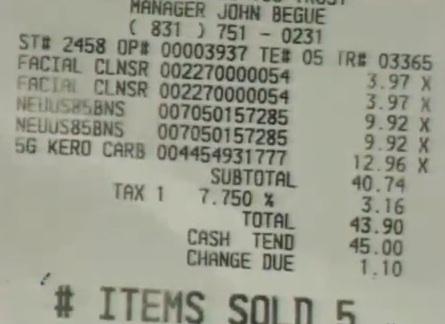 MANAGER JOHN BEGUE
( 831 ) 751 - 0231
ST# 2458 OP# 00003937 TE# 05 TR# 03365
FACIAL CLNSR 002270000054 3.97 X
FACIAL CLNSR 002270000054 3.97 X
NEUUS85BNS 007050157285 9.92 X
NEUUS85BNS 007050157285 9.92 X
5G KERO CARB 004454931777 12.96 X
SUBTOTAL 40.74
TAX 1 7.750 % 3.16
TOTAL 43.90
CASH TEND 45.00
CHANGE DUE 1.10
# ITEMS SOLD 5